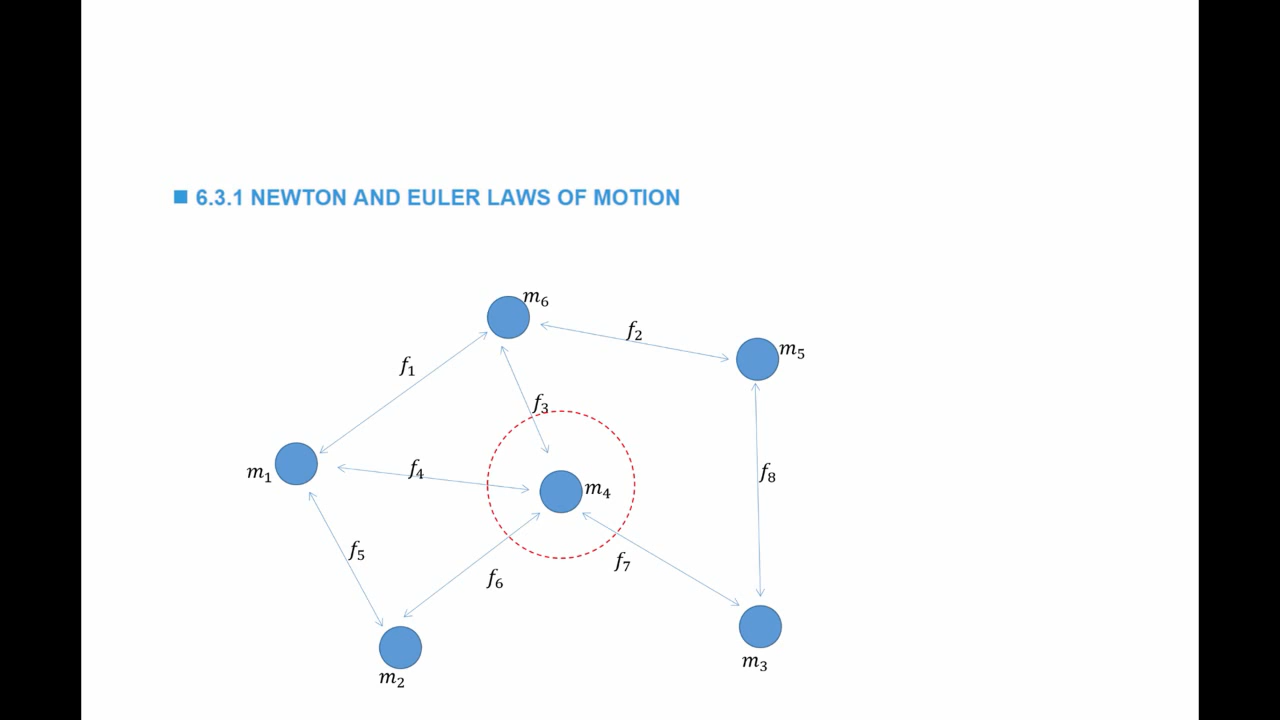 ■ 6.3.1 NEWTON AND EULER LAWS OF MOTION
m₆
f₂
m₅
f₁
f₃
m₁
f₄
m₄
f₈
f₅
f₇
f₆
m₃
m₂